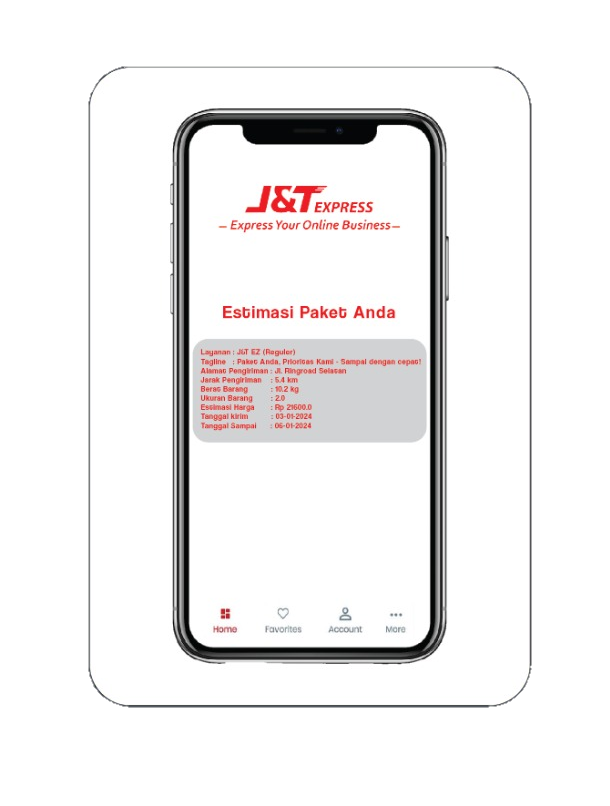 J&T EXPRESS
– Express Your Online Business –
Estimasi Paket Anda
Layanan : J&T EZ (Reguler)
Tagline : Paket Anda, Prioritas Kami - Sampai dengan cepat!
Alamat Pengiriman : Jl. Ringroad Selatan
Jarak Pengiriman : 5.4 km
Berat Barang : 10.2 kg
Ukuran Barang : 2.0
Estimasi Harga : Rp 21600.0
Tanggal kirim : 03-01-2024
Tanggal Sampai : 06-01-2024
Home Favorites Account More